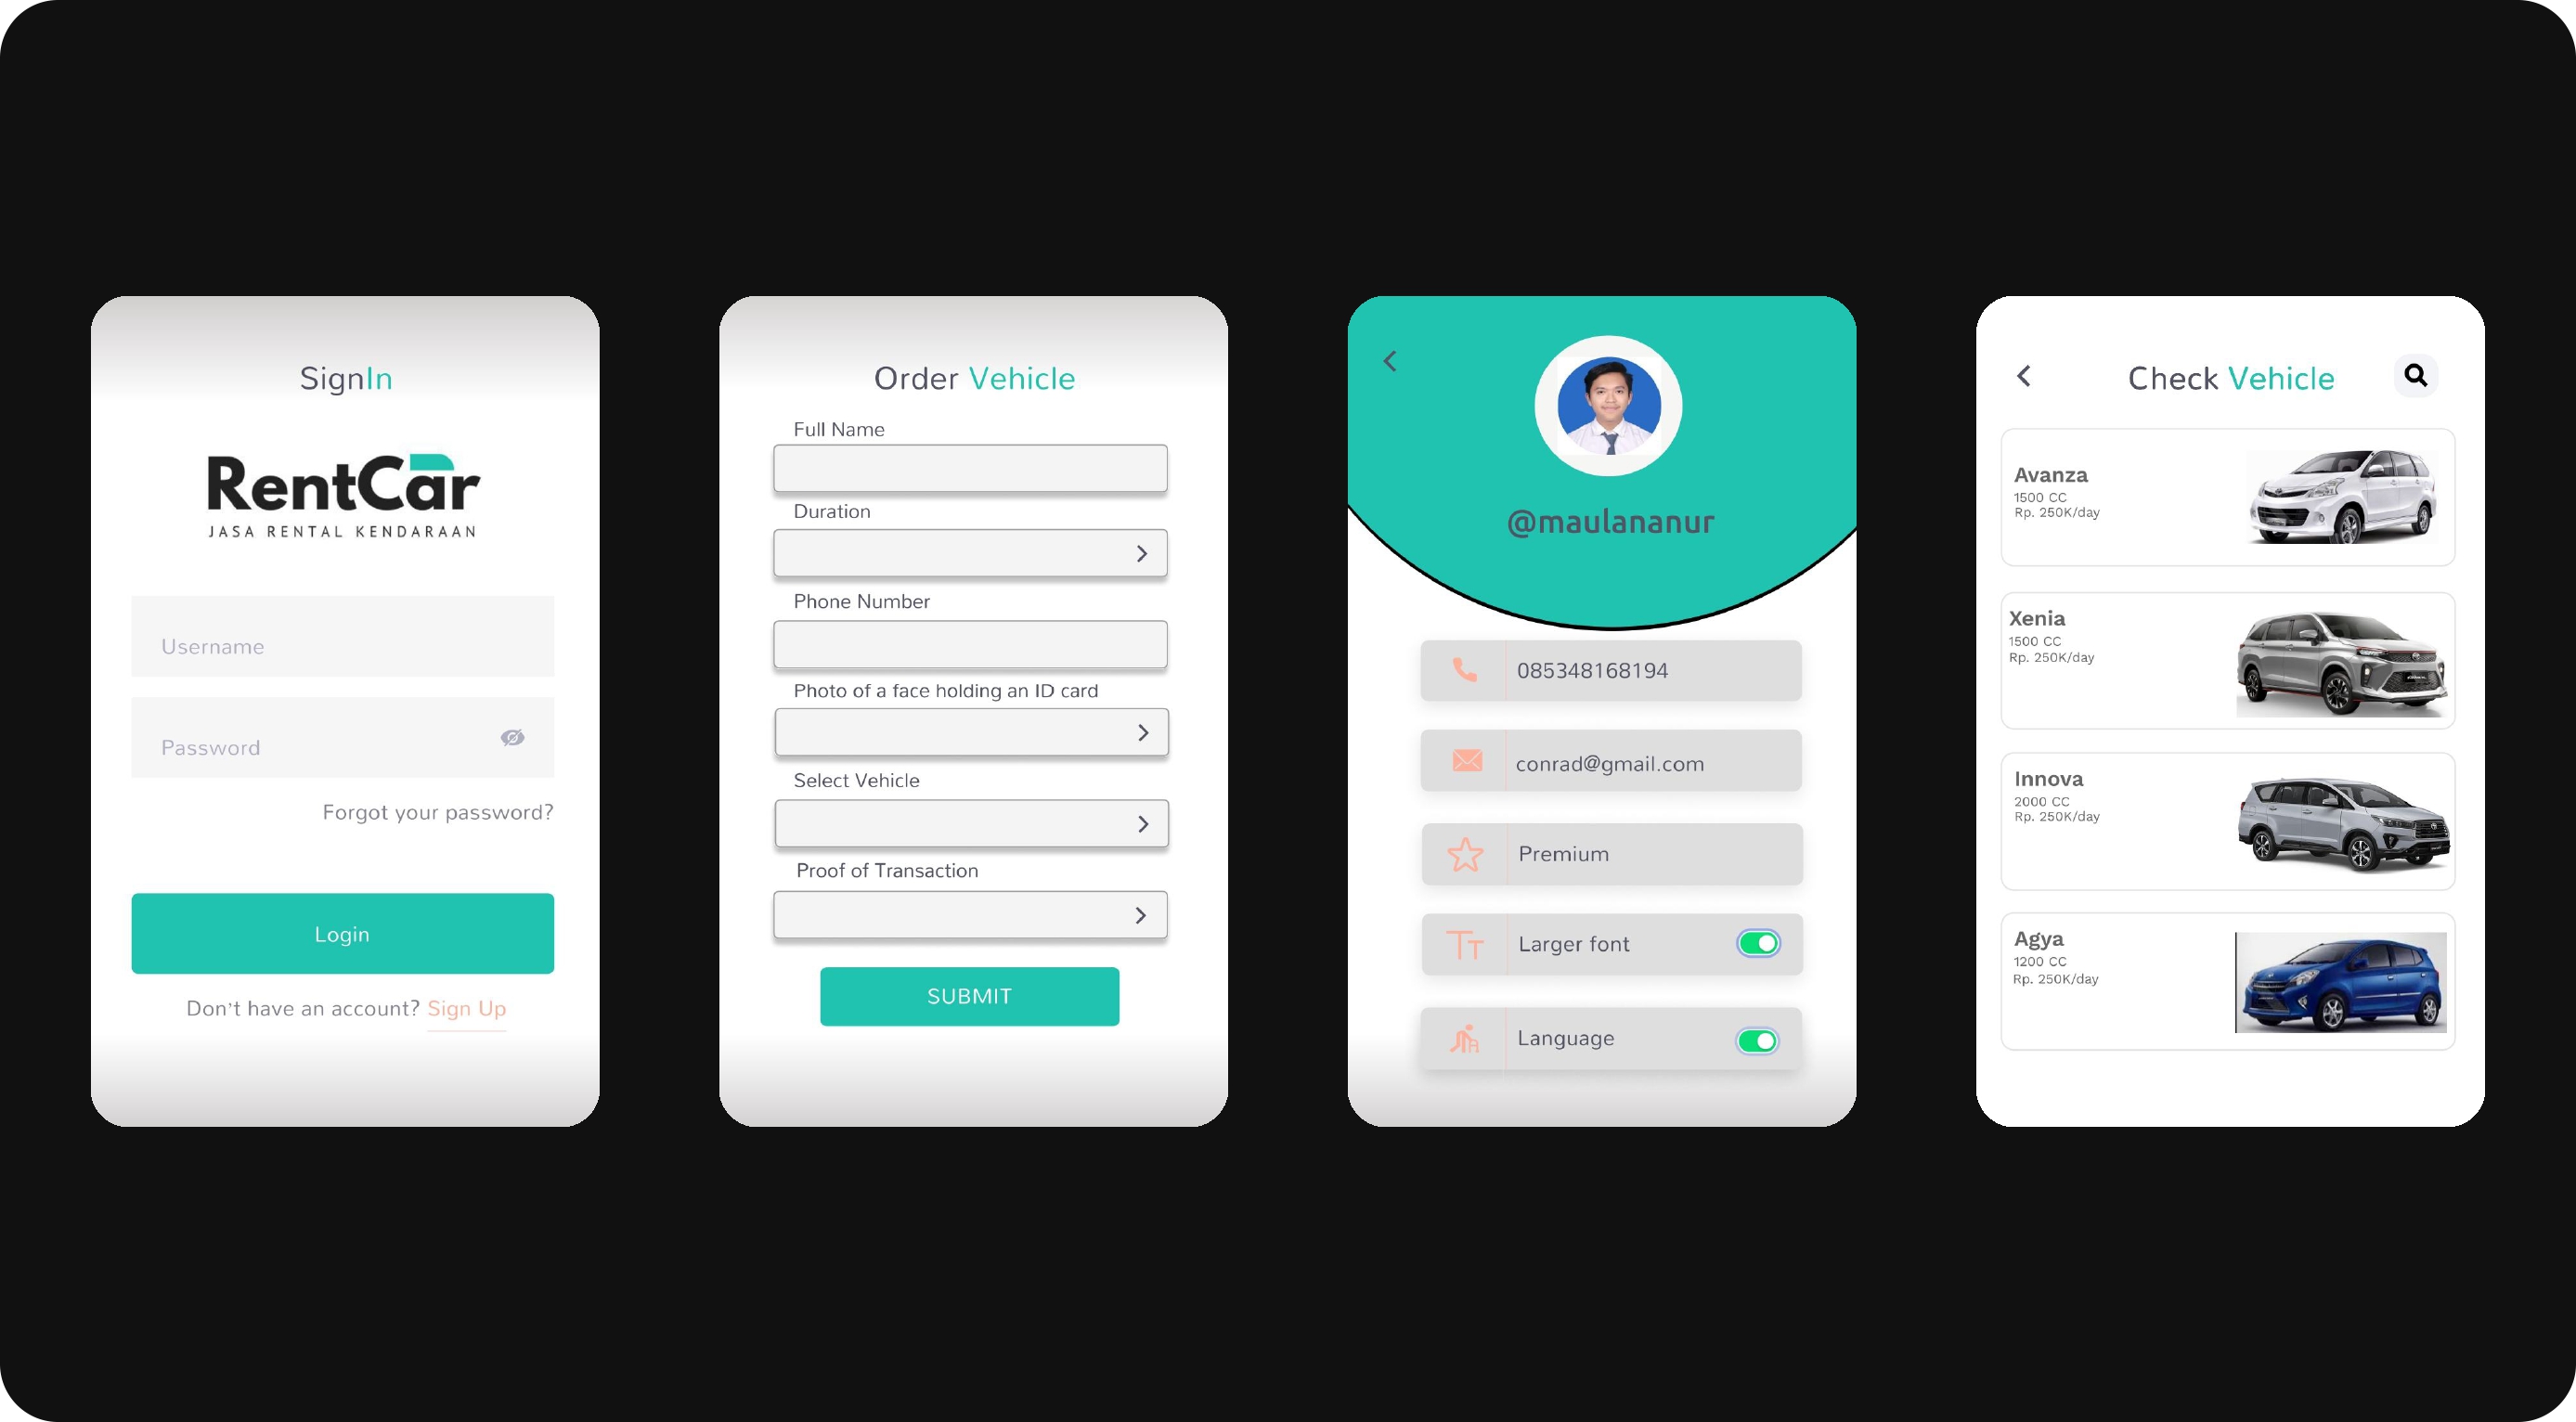 SignIn
RentCar
JASA RENTAL KENDARAAN
Username
Password
Forgot your password?
Login
Don't have an account? Sign Up
Order Vehicle
Full Name
Duration
Phone Number
Photo of a face holding an ID card
Select Vehicle
Proof of Transaction
SUBMIT
@maulananur
085348168194
conrad@gmail.com
Premium
Larger font
Language
Check Vehicle
Avanza
1500 CC
Rp. 250K/day
Xenia
1500 CC
Rp. 250K/day
Innova
2000 CC
Rp. 250K/day
Agya
1200 CC
Rp. 250K/day